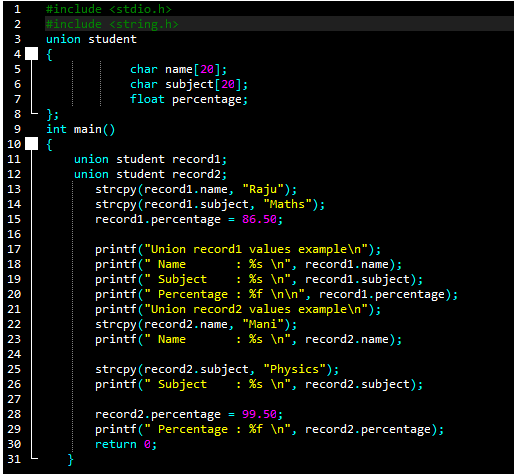 1 #include <stdio.h>
2 #include <string.h>
3 union student
4 {
5 char name[20];
6 char subject[20];
7 float percentage;
8 };
9 int main()
10 {
11 union student record1;
12 union student record2;
13 strcpy(record1.name, "Raju");
14 strcpy(record1.subject, "Maths");
15 record1.percentage = 86.50;
16
17 printf("Union record1 values example\n");
18 printf(" Name       : %s \n", record1.name);
19 printf(" Subject    : %s \n", record1.subject);
20 printf(" Percentage : %f \n\n", record1.percentage);
21 printf("Union record2 values example\n");
22 strcpy(record2.name, "Mani");
23 printf(" Name       : %s \n", record2.name);
24
25 strcpy(record2.subject, "Physics");
26 printf(" Subject    : %s \n", record2.subject);
27
28 record2.percentage = 99.50;
29 printf(" Percentage : %f \n", record2.percentage);
30 return 0;
31 }